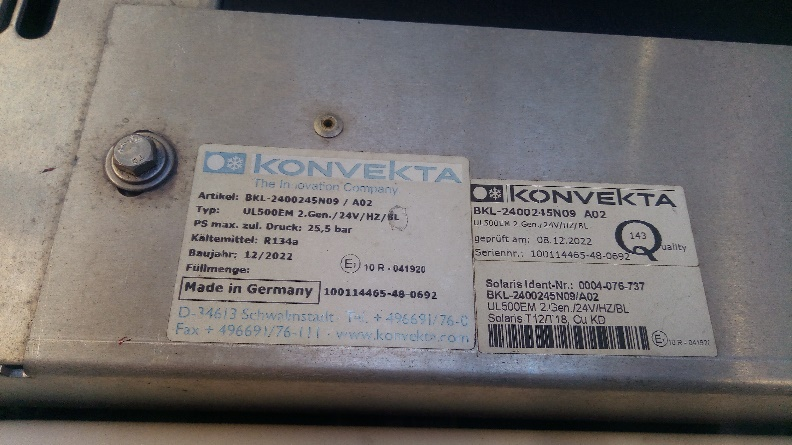 KONVEKTA
The Innovation Company
Artikel: BKL-2400245N09 / A02
Typ: UL500EM 2.Gen./24V/HZ/BL
PS max. zul. Druck: 25,5 bar
Kältemittel: R134a
Baujahr: 12/2022
Füllmenge:
E1 10 R - 041920
Made in Germany 100114465-48-0692
D-34613 Schwalmstadt · Tel. + 496691/76-0
Fax + 496691/76-111 · www.konvekta.com
KONVEKTA
BKL-2400245N09 A02
UL500EM 2.Gen./24V/HZ/BL
geprüft am: 08.12.2022
Seriennr.: 100114465-48-0692
143
Quality
Solaris Ident-Nr.: 0004-076-737
BKL-2400245N09/A02
UL500EM 2.Gen./24V/HZ/BL
Solaris T12/T18, Cu KD
E1 10 R - 041920